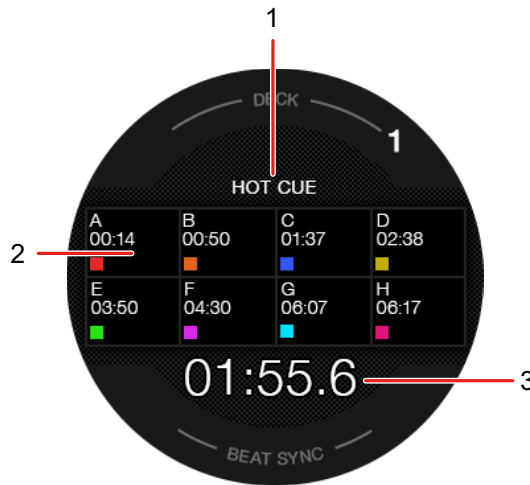 1
DECK
1
HOT CUE
A B C D
00:14 00:50 01:37 02:38
2
E F G H
03:50 04:30 06:07 06:17
01:55.6
3
BEAT SYNC